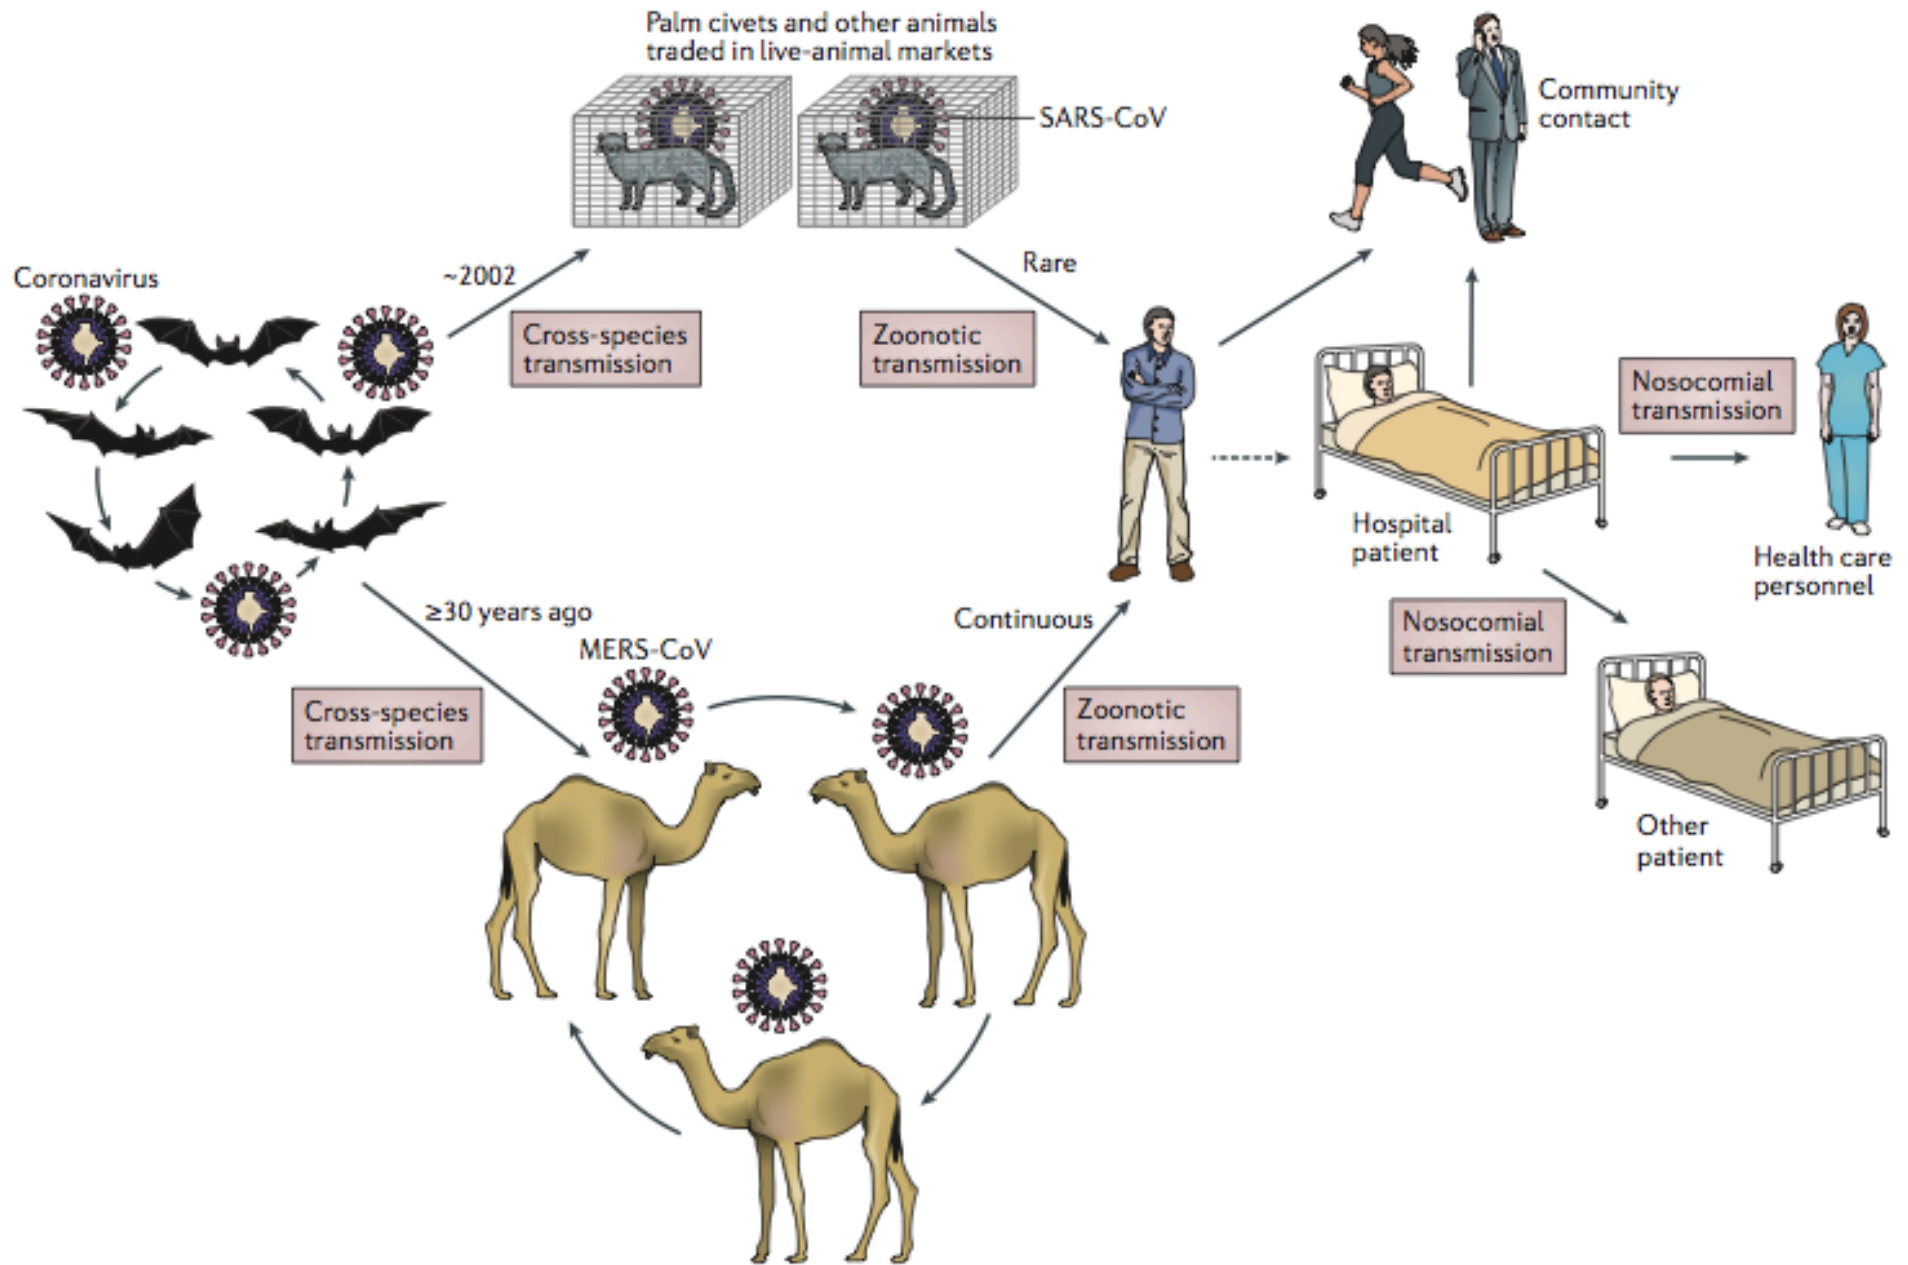 Palm civets and other animals
traded in live-animal markets
SARS-CoV
Community
contact
Coronavirus
~2002
Rare
Cross-species
transmission
Zoonotic
transmission
Nosocomial
transmission
Hospital
patient
Health care
personnel
≥30 years ago
Continuous
MERS-CoV
Nosocomial
transmission
Cross-species
transmission
Zoonotic
transmission
Other
patient